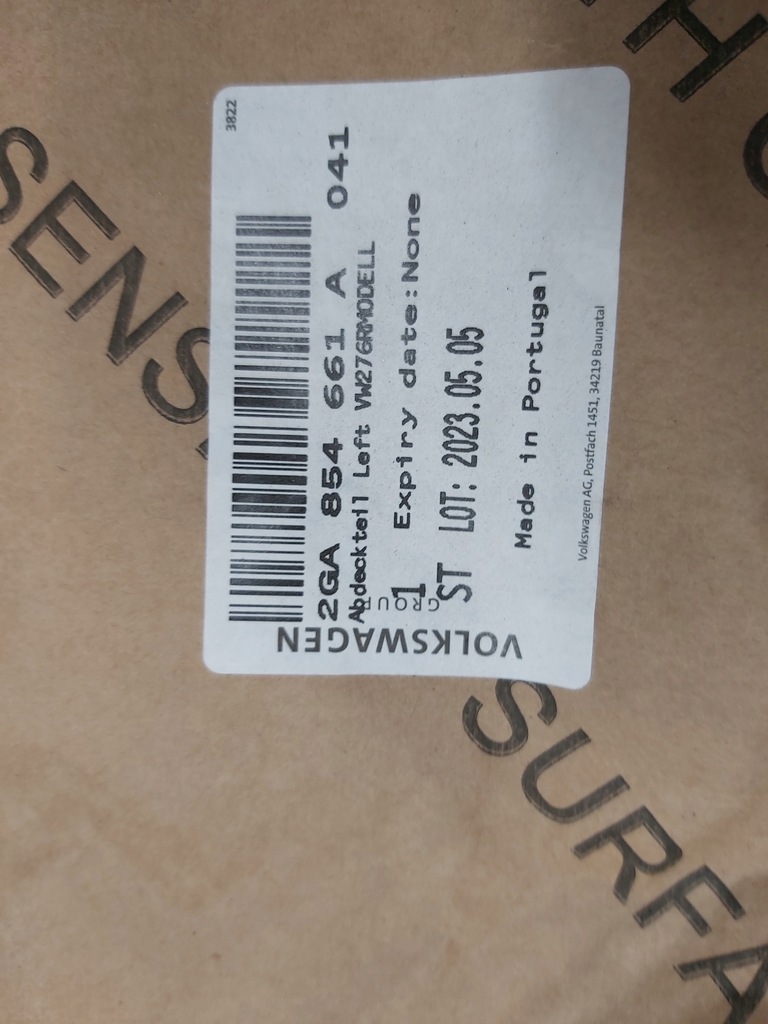 3822
2GA 854 661 A 041
Abdeckteil Left VW276RMODELL
1 Expiry date:None
ST LOT: 2023.05.05
Made in Portugal
Volkswagen AG, Postfach 1451, 34219 Baunatal
VOLKSWAGEN
GROUP
SENS
SURFA
H